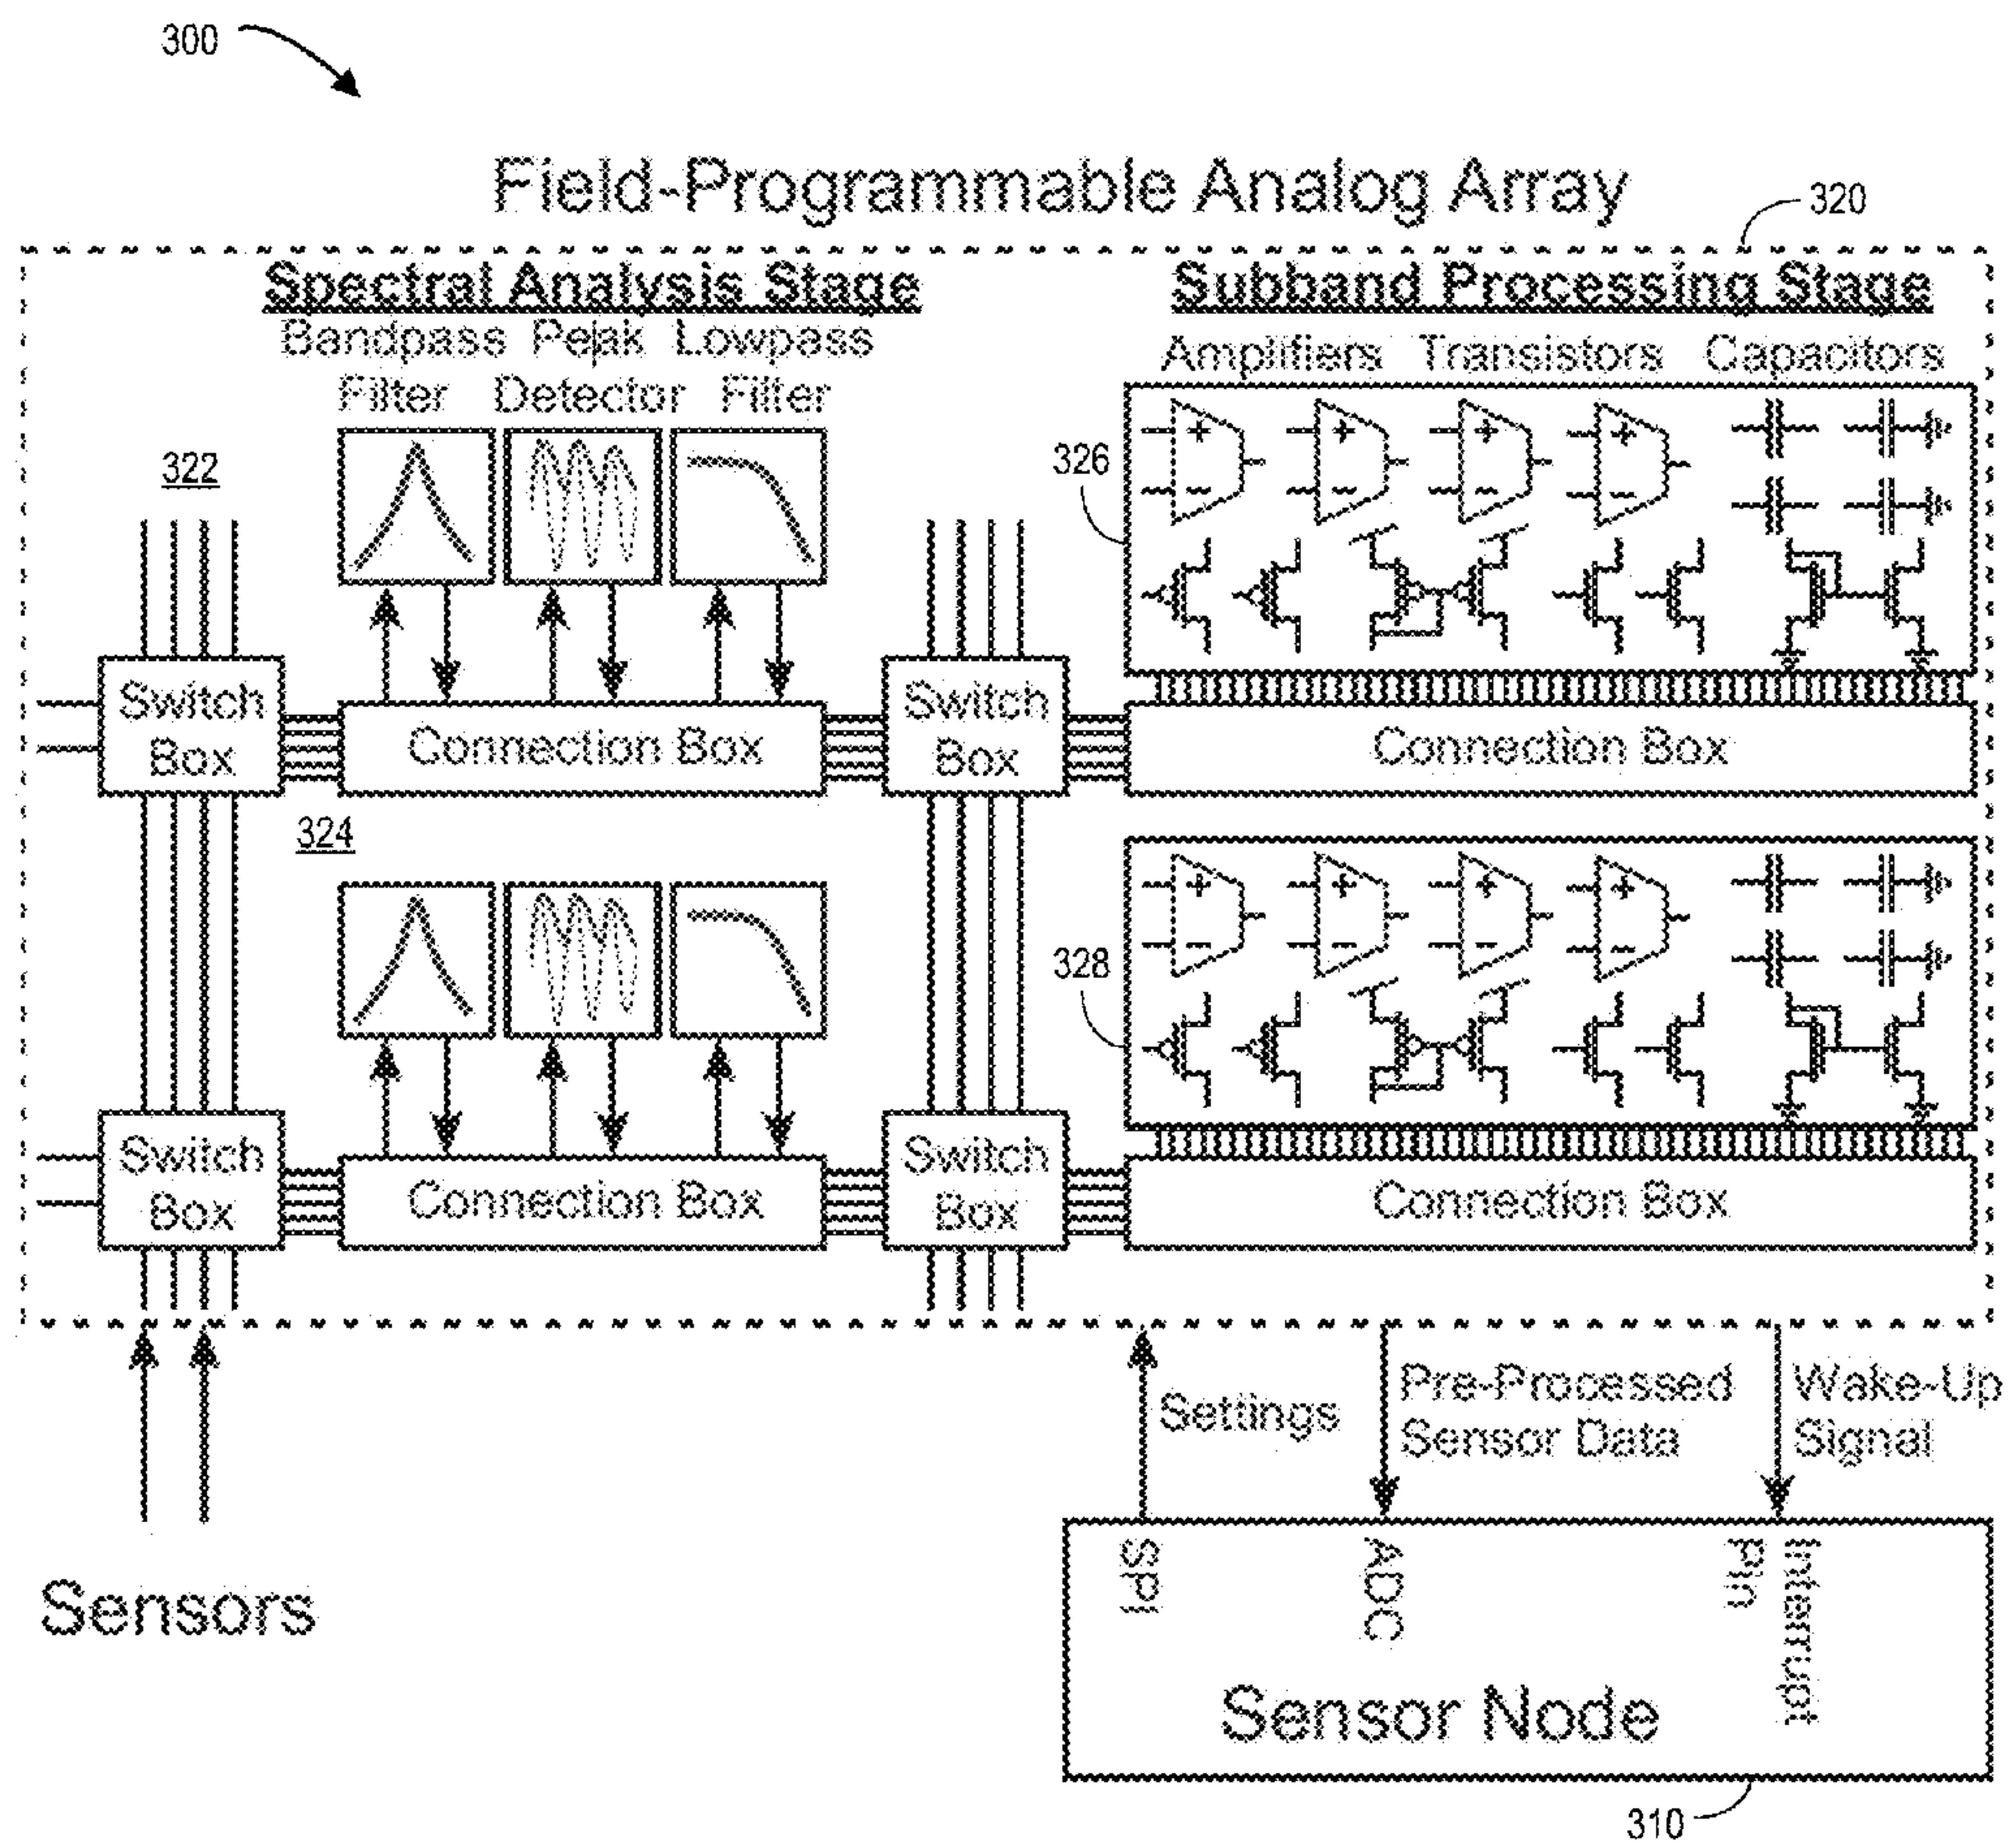 300
Field-Programmable Analog Array
320
Spectral Analysis Stage
Subband Processing Stage
Bandpass Peak Lowpass
Filter Detector Filter
Amplifiers Transistors Capacitors
322
326
Switch
Box
Connection Box
Switch
Box
Connection Box
324
328
Switch
Box
Connection Box
Switch
Box
Connection Box
Settings
Pre-Processed
Sensor Data
Wake-Up
Signal
SPI
ADC
Interrupt
Pin
Sensors
Sensor Node
310